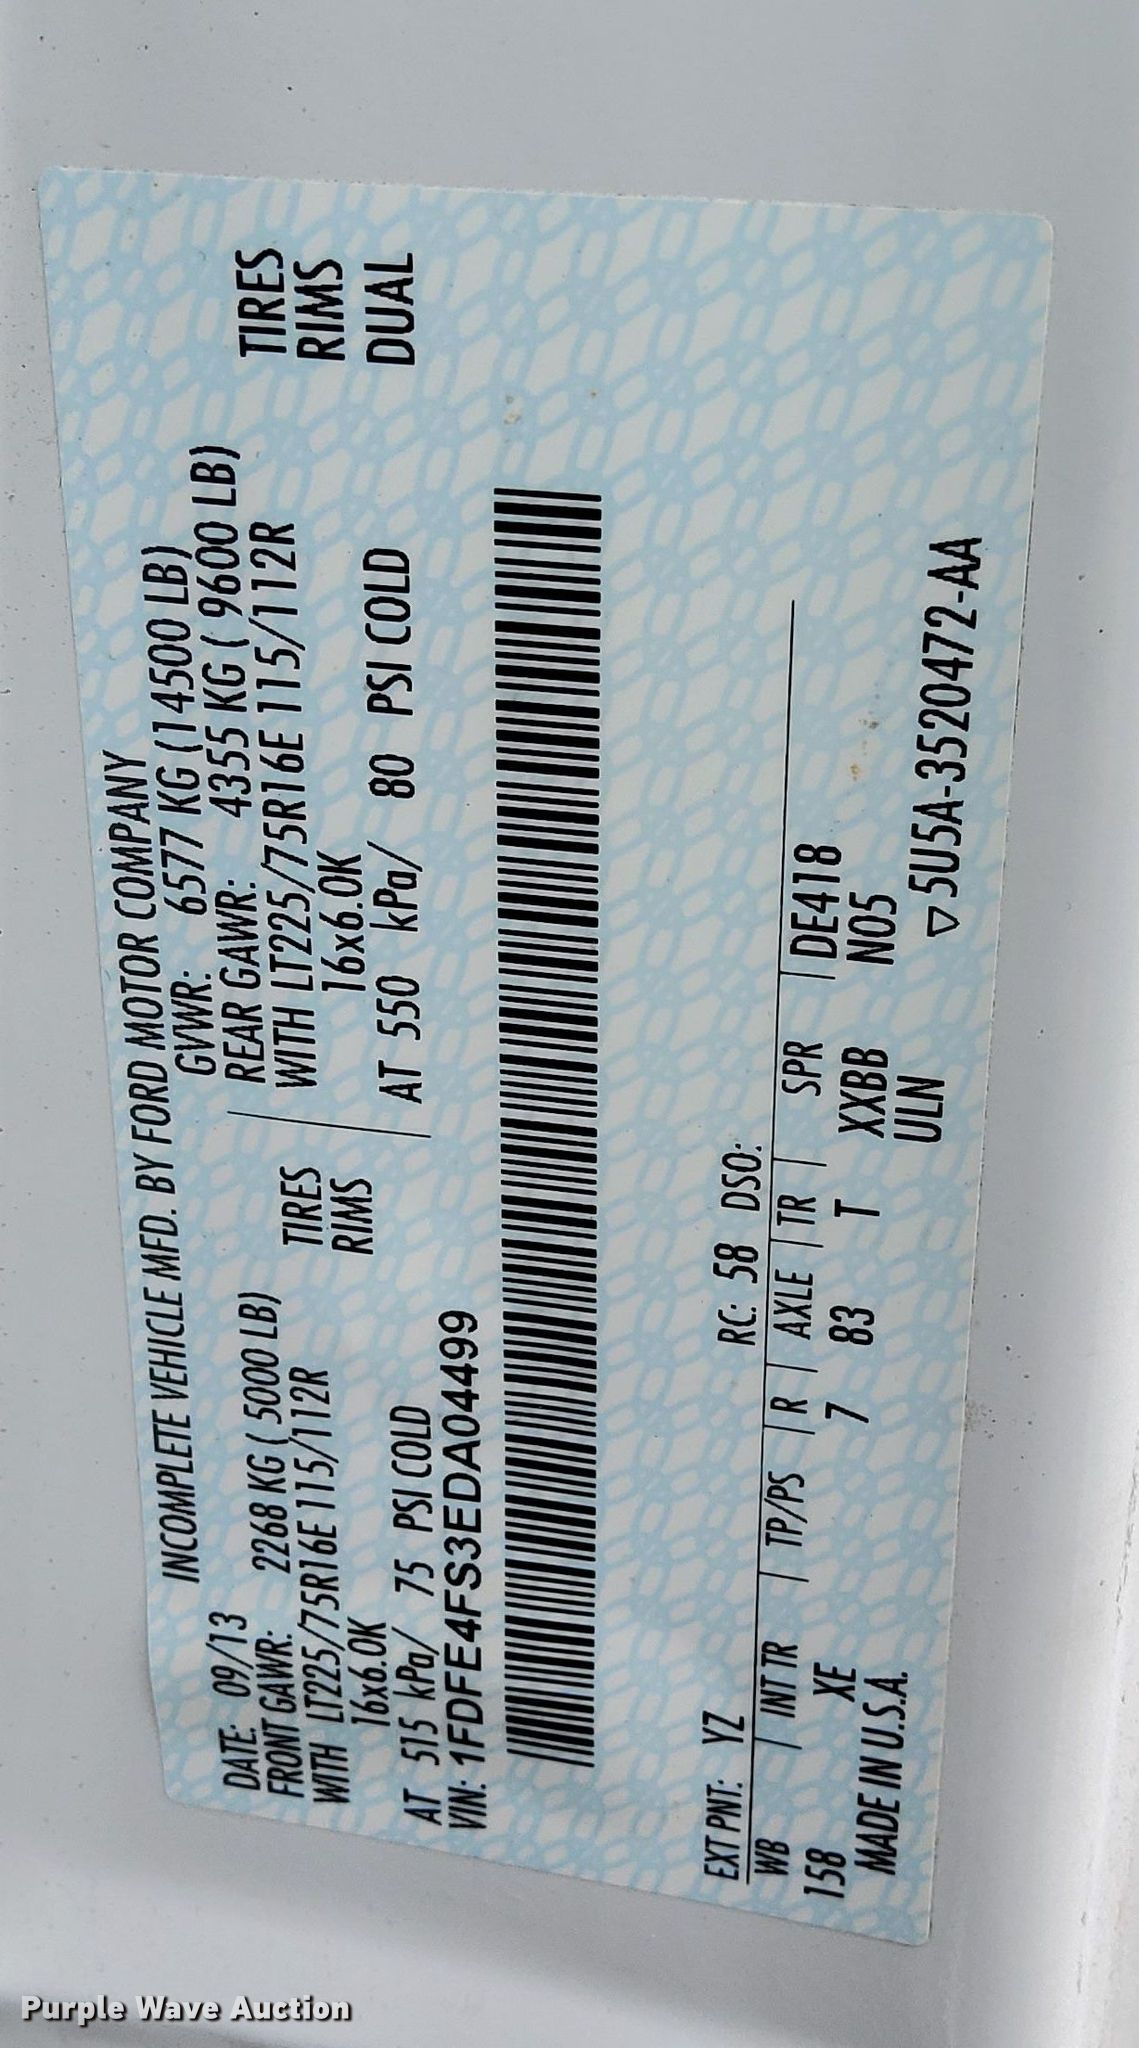 INCOMPLETE VEHICLE MFD. BY FORD MOTOR COMPANY
DATE: 09/13 GVWR: 6577 KG (14500 LB)
FRONT GAWR: 2268 KG ( 5000 LB) REAR GAWR: 4355 KG ( 9600 LB)
WITH LT225/75R16E 115/112R TIRES WITH LT225/75R16E 115/112R TIRES
16x6.0K RIMS 16x6.0K RIMS
AT 515 kPa/ 75 PSI COLD AT 550 kPa/ 80 PSI COLD DUAL
VIN: 1FDFE4FS3EDA04499
EXT PNT: YZ RC: 58 DSO:
WB INT TR TP/PS R AXLE TR SPR DE418
158 XE 7 83 T XXBB N05
MADE IN U.S.A. ULN
▽5U5A-3520472-AA
Purple Wave Auction